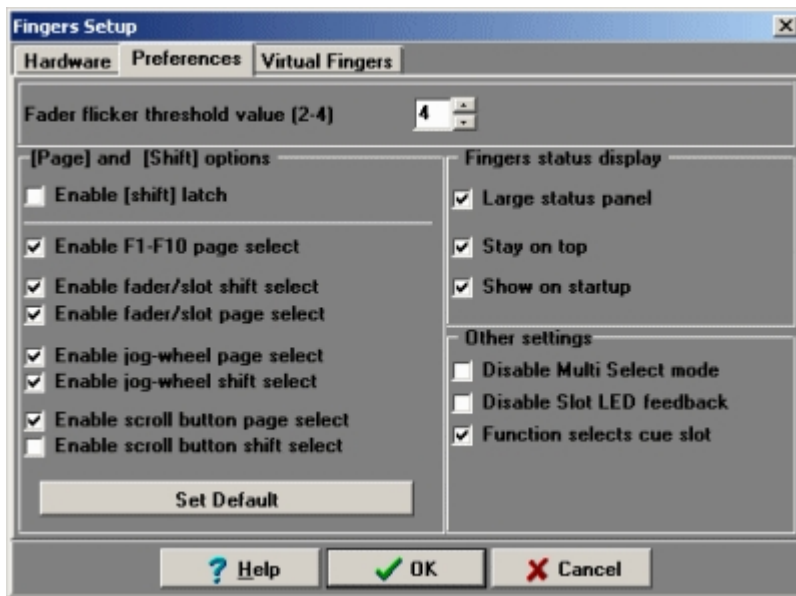 Fingers Setup
Hardware
Preferences
Virtual Fingers
Fader flicker threshold value (2-4)
4
[Page] and [Shift] options
Enable [shift] latch
Enable F1-F10 page select
Enable fader/slot shift select
Enable fader/slot page select
Enable jog-wheel page select
Enable jog-wheel shift select
Enable scroll button page select
Enable scroll button shift select
Set Default
Fingers status display
Large status panel
Stay on top
Show on startup
Other settings
Disable Multi Select mode
Disable Slot LED feedback
Function selects cue slot
? Help
OK
Cancel